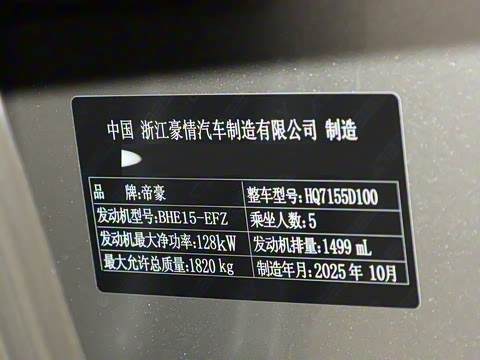 中国 浙江豪情汽车制造有限公司 制造
品 牌:帝豪 整车型号:HQ7155D100
发动机型号:BHE15-EFZ 乘坐人数:5
发动机最大净功率:128kW 发动机排量:1499 mL
最大允许总质量:1820 kg 制造年月:2025 年 10月